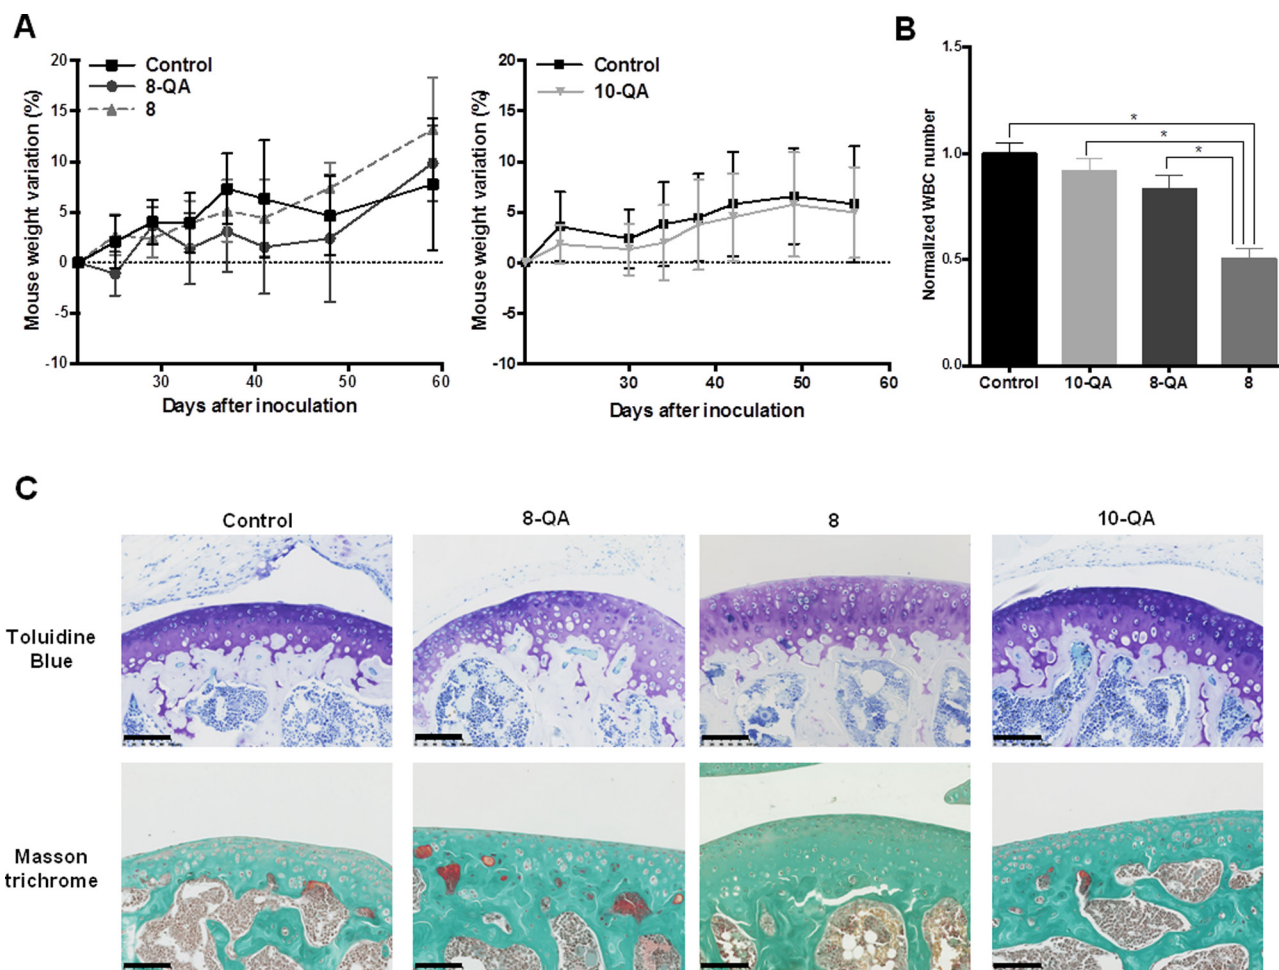 A
20
15
10
5
0
-5
-10
Mouse weight variation (%)
Control
8-QA
8
30
40
50
60
Days after inoculation
20
15
10
5
0
-5
-10
Mouse weight variation (%)
Control
10-QA
30
40
50
60
Days after inoculation
B
1.5
1.0
0.5
0.0
Normalized WBC number
*
*
*
Control
10-QA
8-QA
8
C
Control
8-QA
8
10-QA
Toluidine
Blue
Masson
trichrome